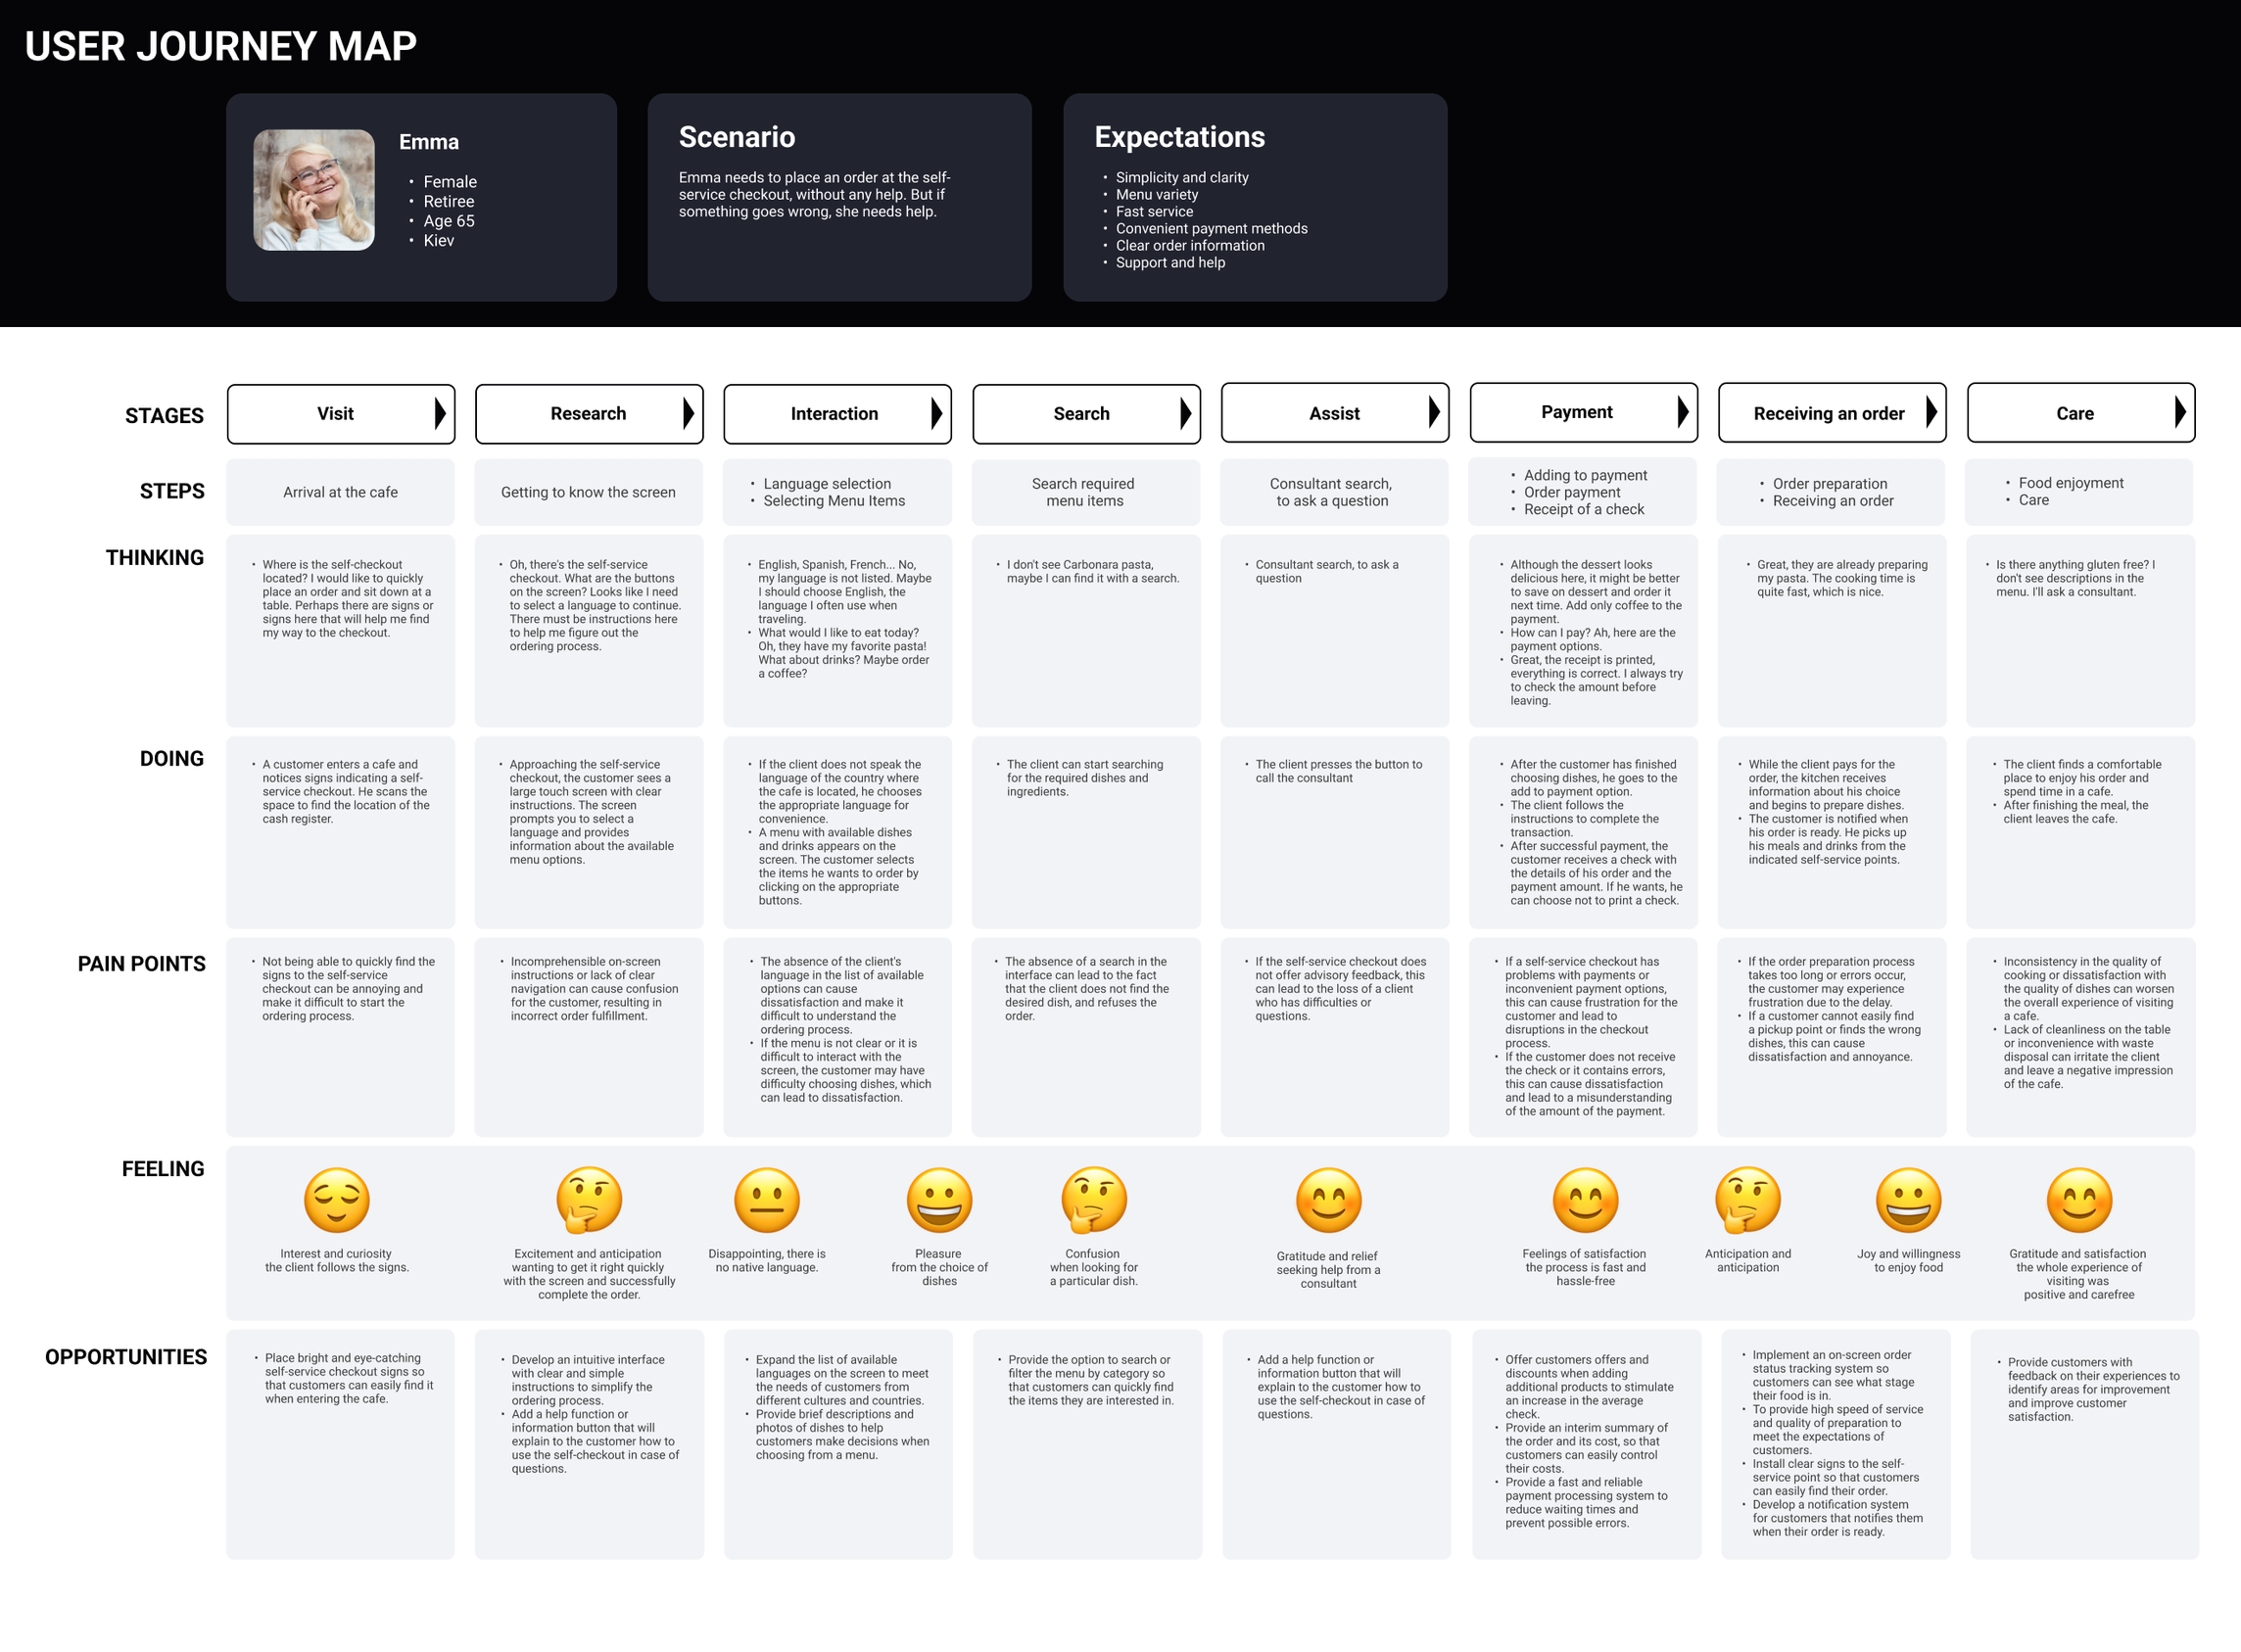 USER JOURNEY MAP
Emma
• Female
• Retiree
• Age 65
• Kiev
Scenario
Emma needs to place an order at the self-
service checkout, without any help. But if
something goes wrong, she needs help.
Expectations
• Simplicity and clarity
• Menu variety
• Fast service
• Convenient payment methods
• Clear order information
• Support and help
STAGES
Visit
Research
Interaction
Search
Assist
Payment
Receiving an order
Care
STEPS
Arrival at the cafe
Getting to know the screen
• Language selection
• Selecting Menu Items
Search required
menu items
Consultant search,
to ask a question
• Adding to payment
• Order payment
• Receipt of a check
• Order preparation
• Receiving an order
• Food enjoyment
• Care
THINKING
• Where is the self-checkout
located? I would like to quickly
place an order and sit down at a
table. Perhaps there are signs or
signs here that will help me find
my way to the checkout.
• Oh, there's the self-service
checkout. What are the buttons
on the screen? Looks like I need
to select a language to continue.
There must be instructions here
to help me figure out the
ordering process.
• English, Spanish, French... No,
my language is not listed. Maybe
I should choose English, the
language I often use when
traveling.
• What would I like to eat today?
Oh, they have my favorite pasta!
What about drinks? Maybe order
a coffee?
• I don't see Carbonara pasta,
maybe I can find it with a search.
• Consultant search, to ask a
question
• Although the dessert looks
delicious here, it might be better
to save on dessert and order it
next time. Add only coffee to the
payment.
• How can I pay? Ah, here are the
payment options.
• Great, the receipt is printed,
everything is correct. I always try
to check the amount before
leaving.
• Great, they are already preparing
my pasta. The cooking time is
quite fast, which is nice.
• Is there anything gluten free? I
don't see descriptions in the
menu. I'll ask a consultant.
DOING
• A customer enters a cafe and
notices signs indicating a self-
service checkout. He scans the
space to find the location of the
cash register.
• Approaching the self-service
checkout, the customer sees a
large touch screen with clear
instructions. The screen
prompts you to select a
language and provides
information about the available
menu options.
• If the client does not speak the
language of the country where
the cafe is located, he chooses
the appropriate language for
convenience.
• A menu with available dishes
and drinks appears on the
screen. The customer selects
the items he wants to order by
clicking on the appropriate
buttons.
• The client can start searching
for the required dishes and
ingredients.
• The client presses the button to
call the consultant
• After the customer has finished
choosing dishes, he goes to the
add to payment option.
• The client follows the
instructions to complete the
transaction.
• After successful payment, the
customer receives a check with
the details of his order and the
payment amount. If he wants, he
can choose not to print a check.
• While the client pays for the
order, the kitchen receives
information about his choice
and begins to prepare dishes.
• The customer is notified when
his order is ready. He picks up
his meals and drinks from the
indicated self-service points.
• The client finds a comfortable
place to enjoy his order and
spend time in a cafe.
• After finishing the meal, the
client leaves the cafe.
PAIN POINTS
• Not being able to quickly find the
signs to the self-service
checkout can be annoying and
make it difficult to start the
ordering process.
• Incomprehensible on-screen
instructions or lack of clear
navigation can cause confusion
for the customer, resulting in
incorrect order fulfillment.
• The absence of the client's
language in the list of available
options can cause
dissatisfaction and make it
difficult to understand the
ordering process.
• If the menu is not clear or it is
difficult to interact with the
screen, the customer may have
difficulty choosing dishes, which
can lead to dissatisfaction.
• The absence of a search in the
interface can lead to the fact
that the client does not find the
desired dish, and refuses the
order.
• If the self-service checkout does
not offer advisory feedback, this
can lead to the loss of a client
who has difficulties or
questions.
• If a self-service checkout has
problems with payments or
inconvenient payment options,
this can cause frustration for the
customer and lead to
disruptions in the checkout
process.
• If the customer does not receive
the check or it contains errors,
this can cause dissatisfaction
and lead to a misunderstanding
of the amount of the payment.
• If the order preparation process
takes too long or errors occur,
the customer may experience
frustration due to the delay.
• If a customer cannot easily find
a pickup point or finds the wrong
dishes, this can cause
dissatisfaction and annoyance.
• Inconsistency in the quality of
cooking or dissatisfaction with
the quality of dishes can worsen
the overall experience of visiting
a cafe.
• Lack of cleanliness on the table
or inconvenience with waste
disposal can irritate the client
and leave a negative impression
of the cafe.
FEELING
Interest and curiosity
the client follows the signs.
Excitement and anticipation
wanting to get it right quickly
with the screen and successfully
complete the order.
Disappointing, there is
no native language.
Pleasure
from the choice of
dishes
Confusion
when looking for
a particular dish.
Gratitude and relief
seeking help from a
consultant
Feelings of satisfaction
the process is fast and
hassle-free
Anticipation and
anticipation
Joy and willingness
to enjoy food
Gratitude and satisfaction
the whole experience of
visiting was
positive and carefree
OPPORTUNITIES
• Place bright and eye-catching
self-service checkout signs so
that customers can easily find it
when entering the cafe.
• Develop an intuitive interface
with clear and simple
instructions to simplify the
ordering process.
• Add a help function or
information button that will
explain to the customer how to
use the self-checkout in case of
questions.
• Expand the list of available
languages on the screen to meet
the needs of customers from
different cultures and countries.
• Provide brief descriptions and
photos of dishes to help
customers make decisions when
choosing from a menu.
• Provide the option to search or
filter the menu by category so
that customers can quickly find
the items they are interested in.
• Add a help function or
information button that will
explain to the customer how to
use the self-checkout in case of
questions.
• Offer customers offers and
discounts when adding
additional products to stimulate
an increase in the average
check.
• Provide an interim summary of
the order and its cost, so that
customers can easily control
their costs.
• Provide a fast and reliable
payment processing system to
reduce waiting times and
prevent possible errors.
• Implement an on-screen order
status tracking system so
customers can see what stage
their food is in.
• To provide high speed of service
and quality of preparation to
meet the expectations of
customers.
• Install clear signs to the self-
service point so that customers
can easily find their order.
• Develop a notification system
for customers that notifies them
when their order is ready.
• Provide customers with
feedback on their experiences to
identify areas for improvement
and improve customer
satisfaction.